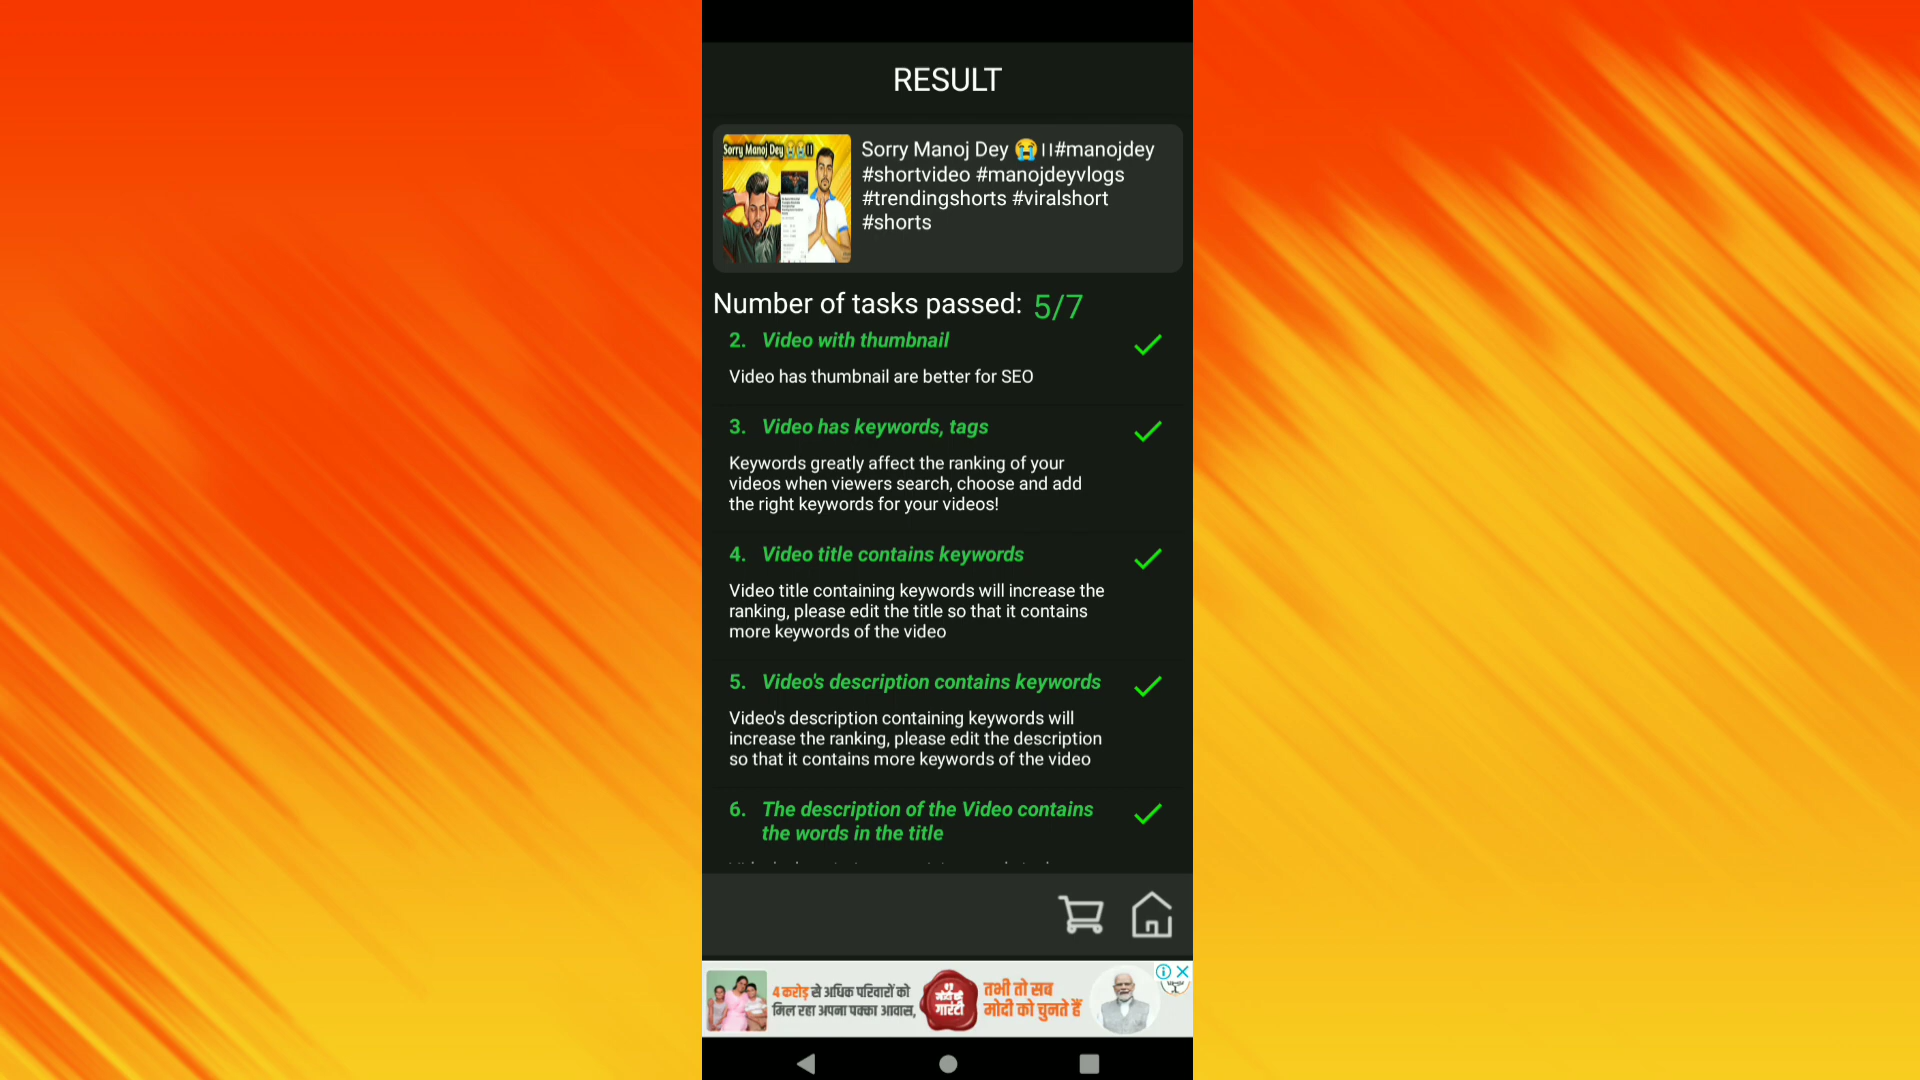 RESULT
Sorry Manoj Dey 😭॥
Sorry Manoj Dey 😭।।#manojdey
#shortvideo #manojdeyvlogs
#trendingshorts #viralshort
#shorts
Number of tasks passed: 5/7
2. Video with thumbnail
Video has thumbnail are better for SEO
3. Video has keywords, tags
Keywords greatly affect the ranking of your
videos when viewers search, choose and add
the right keywords for your videos!
4. Video title contains keywords
Video title containing keywords will increase the
ranking, please edit the title so that it contains
more keywords of the video
5. Video's description contains keywords
Video's description containing keywords will
increase the ranking, please edit the description
so that it contains more keywords of the video
6. The description of the Video contains
the words in the title
4 करोड़ से अधिक परिवारों को
मिल रहा अपना पक्का आवास,
मोदी की
गारंटी
तभी तो सब
मोदी को चुनते हैं